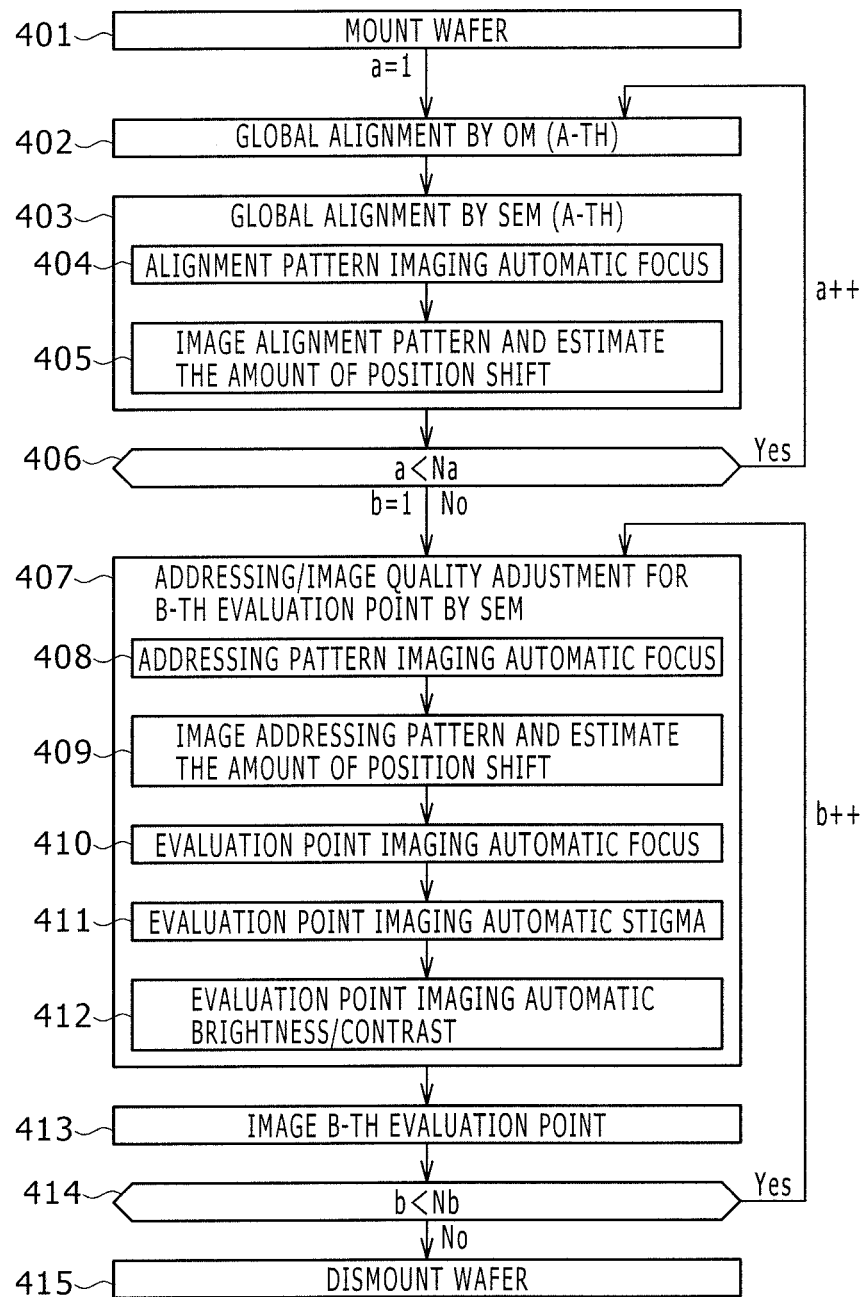 401 MOUNT WAFER
a=1
402 GLOBAL ALIGNMENT BY OM (A-TH)
403 GLOBAL ALIGNMENT BY SEM (A-TH)
404 ALIGNMENT PATTERN IMAGING AUTOMATIC FOCUS
a++
405 IMAGE ALIGNMENT PATTERN AND ESTIMATE
THE AMOUNT OF POSITION SHIFT
406 a<Na Yes
b=1 No
407 ADDRESSING/IMAGE QUALITY ADJUSTMENT FOR
B-TH EVALUATION POINT BY SEM
408 ADDRESSING PATTERN IMAGING AUTOMATIC FOCUS
409 IMAGE ADDRESSING PATTERN AND ESTIMATE
THE AMOUNT OF POSITION SHIFT
b++
410 EVALUATION POINT IMAGING AUTOMATIC FOCUS
411 EVALUATION POINT IMAGING AUTOMATIC STIGMA
412 EVALUATION POINT IMAGING AUTOMATIC
BRIGHTNESS/CONTRAST
413 IMAGE B-TH EVALUATION POINT
414 b<Nb Yes
No
415 DISMOUNT WAFER